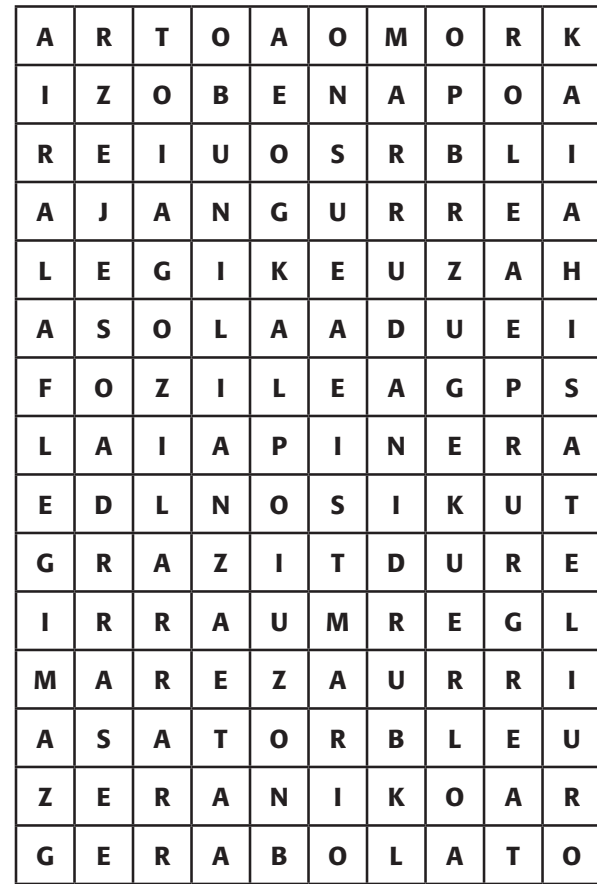 A R T O A O M O R K
I Z O B E N A P O A
R E I U O S R B L I
A J A N G U R R E A
L E G I K E U Z A H
A S O L A A D U E I
F O Z I L E A G P S
L A I A P I N E R A
E D L N O S I K U T
G R A Z I T D U R E
I R R A U M R E G L
M A R E Z A U R R I
A S A T O R B L E U
Z E R A N I K O A R
G E R A B O L A T O